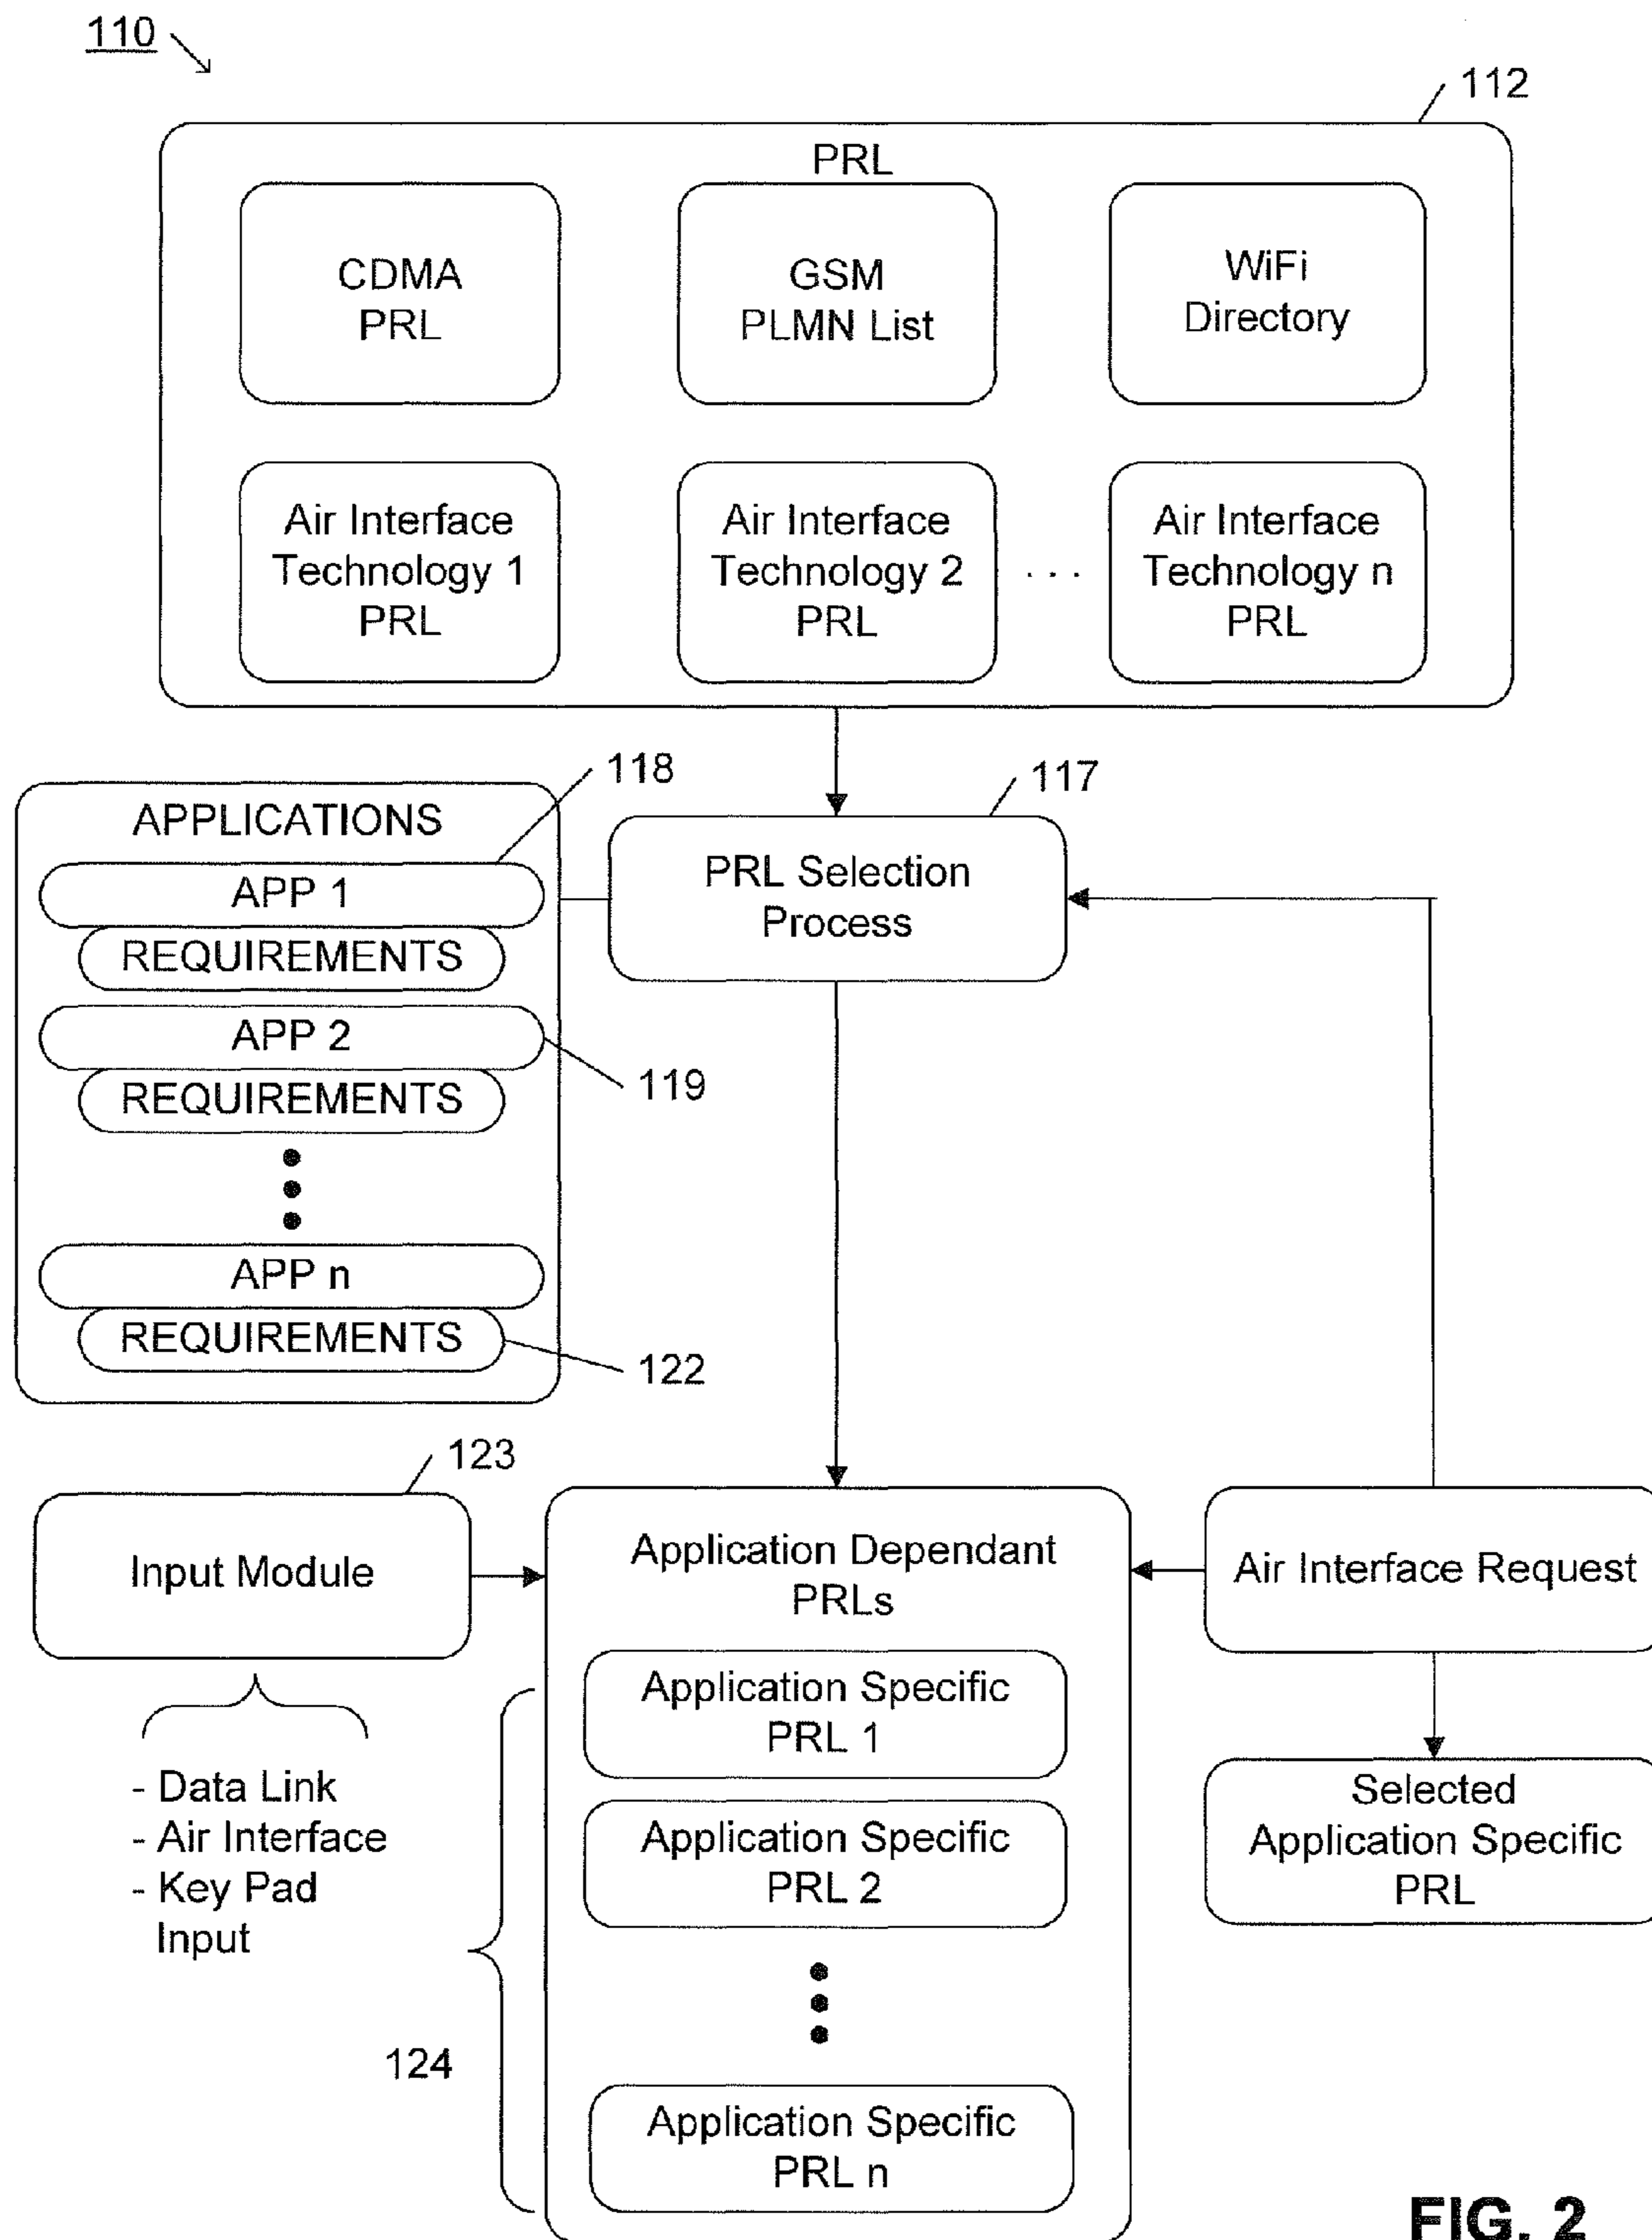 110
112
PRL
CDMA
PRL
GSM
PLMN List
WiFi
Directory
Air Interface
Technology 1
PRL
Air Interface
Technology 2
PRL
. . .
Air Interface
Technology n
PRL
118
117
APPLICATIONS
APP 1
REQUIREMENTS
APP 2
REQUIREMENTS
119
APP n
REQUIREMENTS
122
PRL Selection
Process
123
Input Module
- Data Link
- Air Interface
- Key Pad
Input
Application Dependant
PRLs
Application Specific
PRL 1
Application Specific
PRL 2
Application Specific
PRL n
124
Air Interface Request
Selected
Application Specific
PRL
FIG. 2